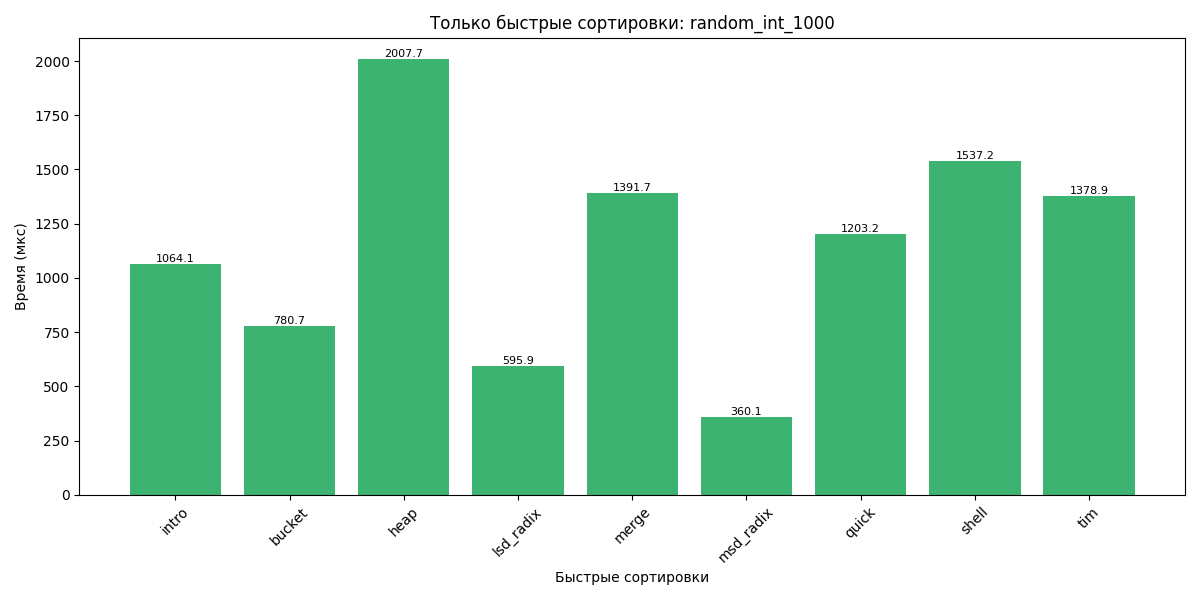 Только быстрые сортировки: random_int_1000
Время (мкс)
2000
1750
1500
1250
1000
750
500
250
0
1064.1
780.7
2007.7
595.9
1391.7
360.1
1203.2
1537.2
1378.9
intro
bucket
heap
lsd_radix
merge
msd_radix
quick
shell
tim
Быстрые сортировки